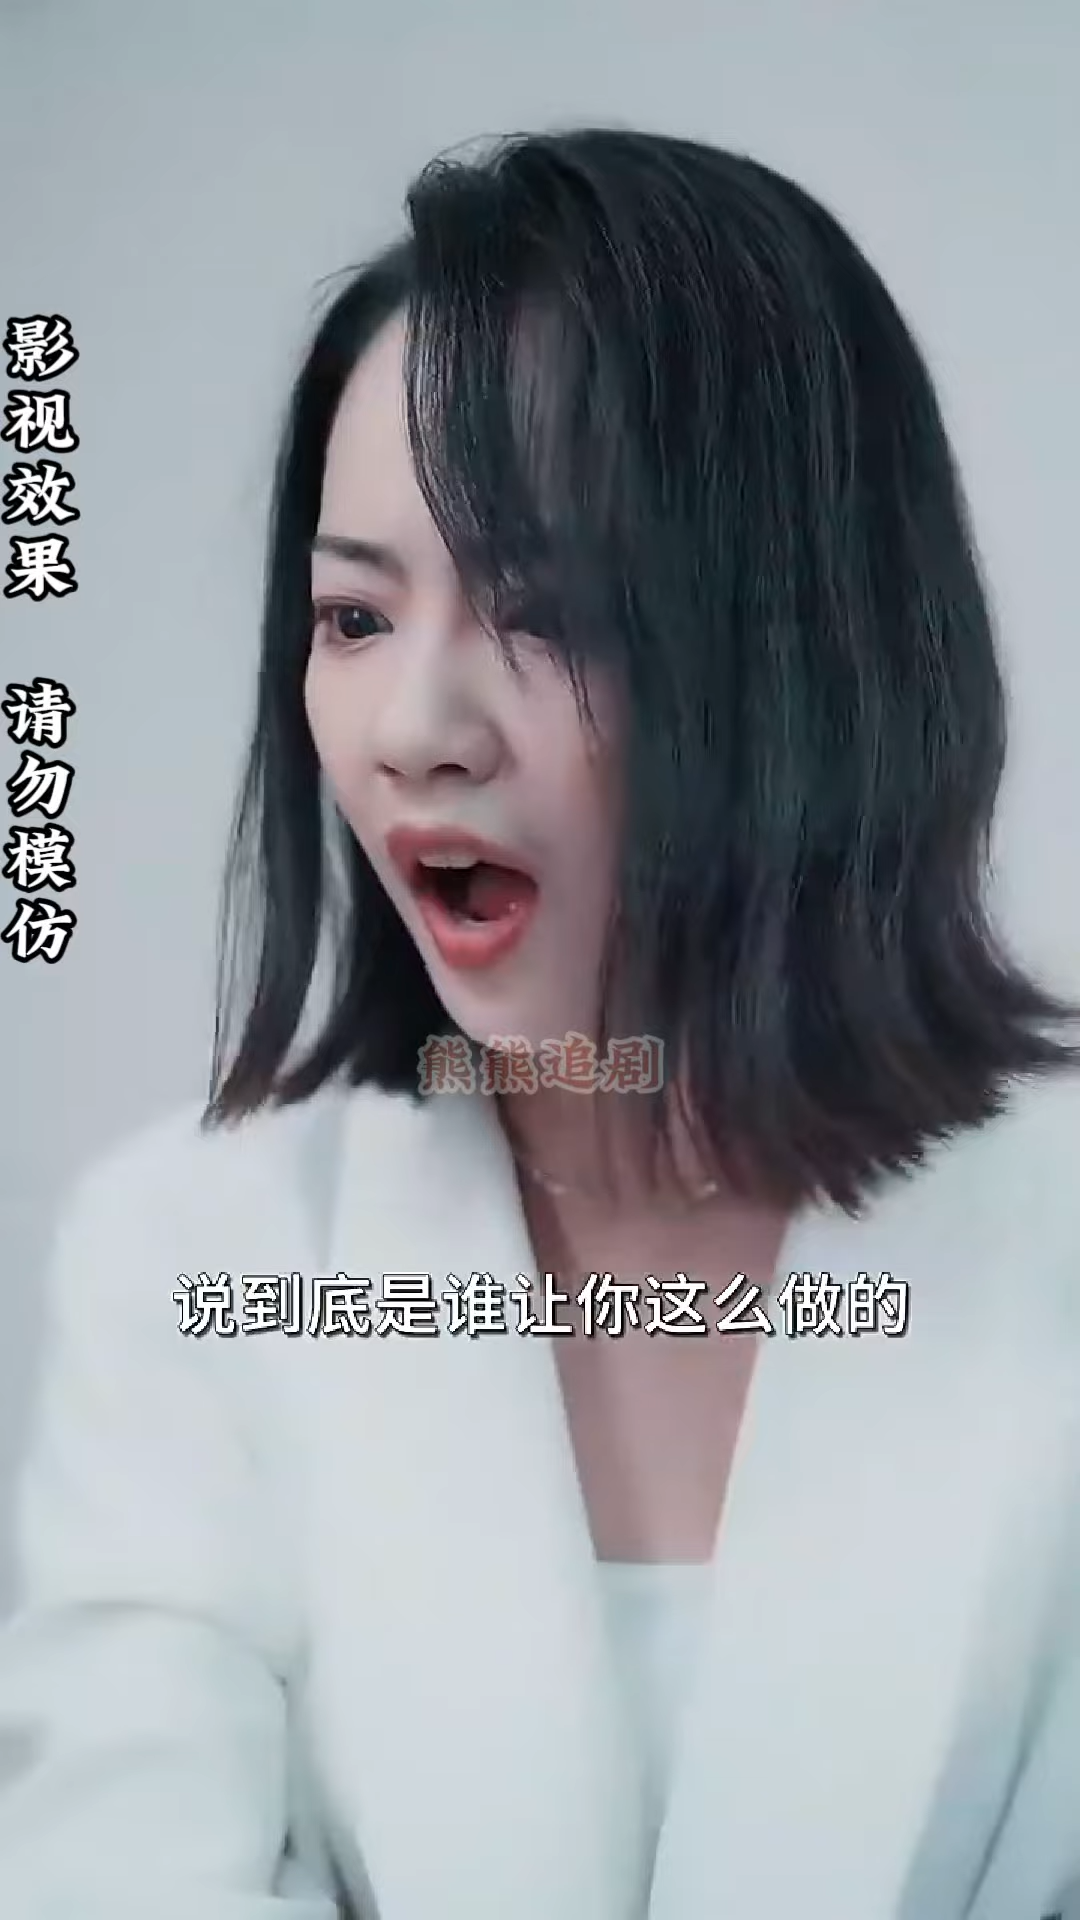 影视效果 请勿模仿
熊熊追剧
说到底是谁让你这么做的